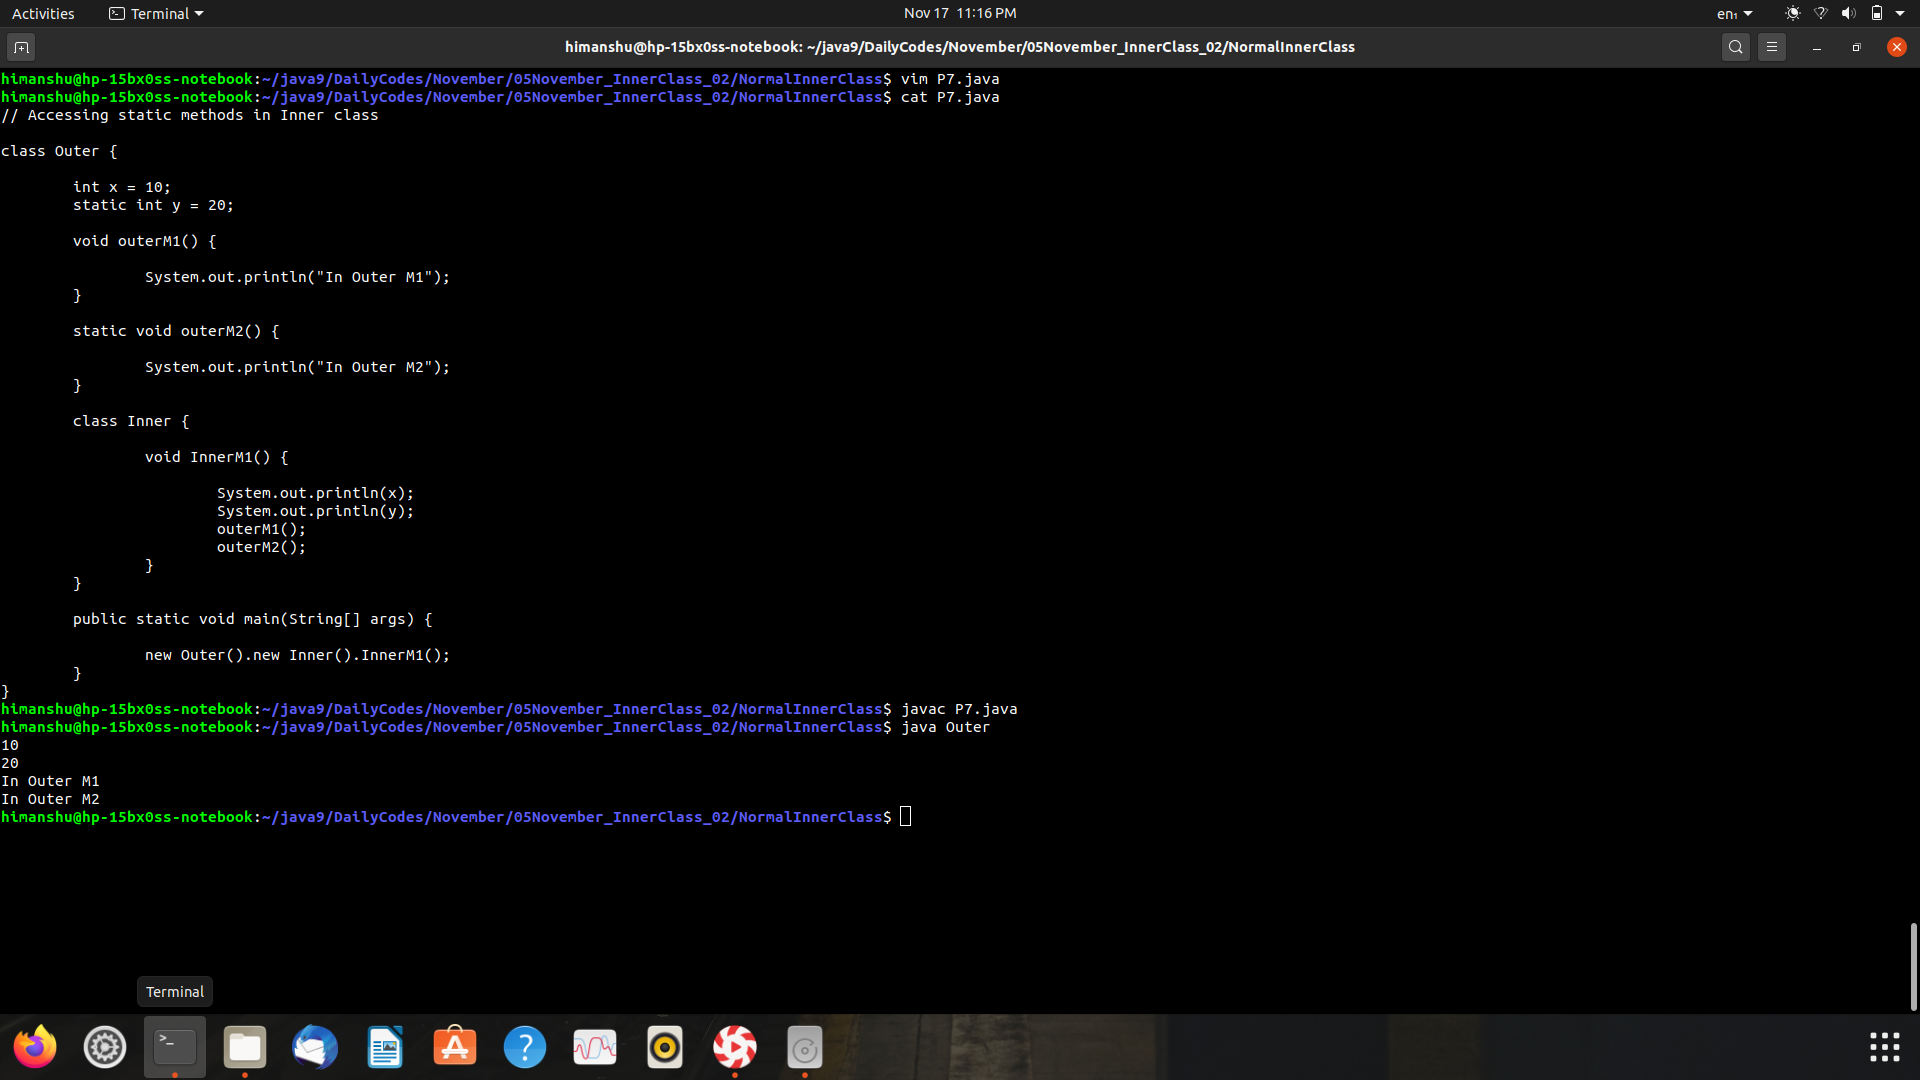 Activities Terminal Nov 17 11:16 PM en₁
himanshu@hp-15bx0ss-notebook: ~/java9/DailyCodes/November/05November_InnerClass_02/NormalInnerClass
himanshu@hp-15bx0ss-notebook:~/java9/DailyCodes/November/05November_InnerClass_02/NormalInnerClass$ vim P7.java
himanshu@hp-15bx0ss-notebook:~/java9/DailyCodes/November/05November_InnerClass_02/NormalInnerClass$ cat P7.java
// Accessing static methods in Inner class
class Outer {
int x = 10;
static int y = 20;
void outerM1() {
System.out.println("In Outer M1");
}
static void outerM2() {
System.out.println("In Outer M2");
}
class Inner {
void InnerM1() {
System.out.println(x);
System.out.println(y);
outerM1();
outerM2();
}
}
public static void main(String[] args) {
new Outer().new Inner().InnerM1();
}
}
himanshu@hp-15bx0ss-notebook:~/java9/DailyCodes/November/05November_InnerClass_02/NormalInnerClass$ javac P7.java
himanshu@hp-15bx0ss-notebook:~/java9/DailyCodes/November/05November_InnerClass_02/NormalInnerClass$ java Outer
10
20
In Outer M1
In Outer M2
himanshu@hp-15bx0ss-notebook:~/java9/DailyCodes/November/05November_InnerClass_02/NormalInnerClass$
Terminal